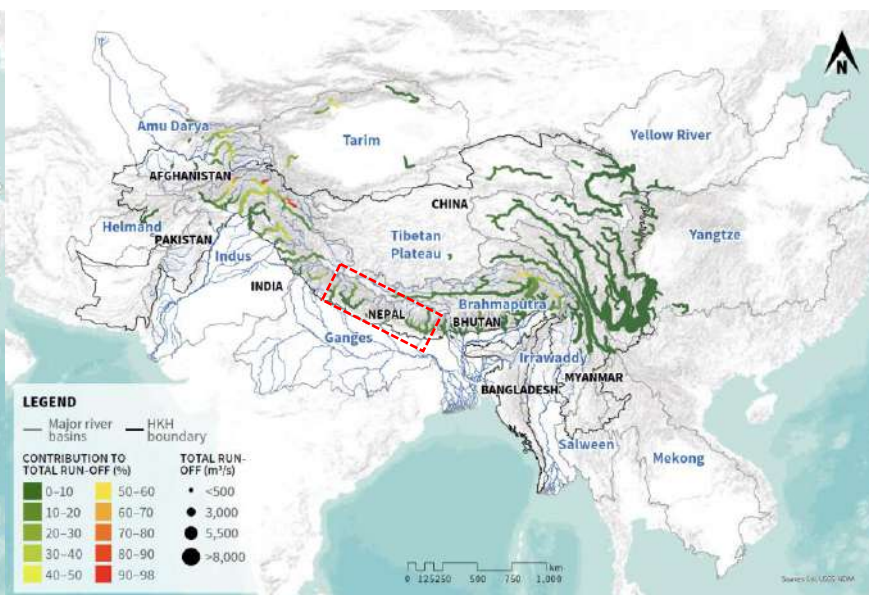 N
Amu Darya
Tarim
Yellow River
AFGHANISTAN
CHINA
Helmand
PAKISTAN
Indus
Tibetan
Plateau
Yangtze
INDIA
NEPAL
Brahmaputra
BHUTAN
Ganges
Irrawaddy
BANGLADESH
MYANMAR
Salween
Mekong
LEGEND
Major river
basins
HKH
boundary
CONTRIBUTION TO
TOTAL RUN-OFF (%)
0–10
10–20
20–30
30–40
40–50
50–60
60–70
70–80
80–90
90–98
TOTAL RUN-
OFF (m³/s)
<500
3,000
5,500
>8,000
km
0 125250 500 750 1,000